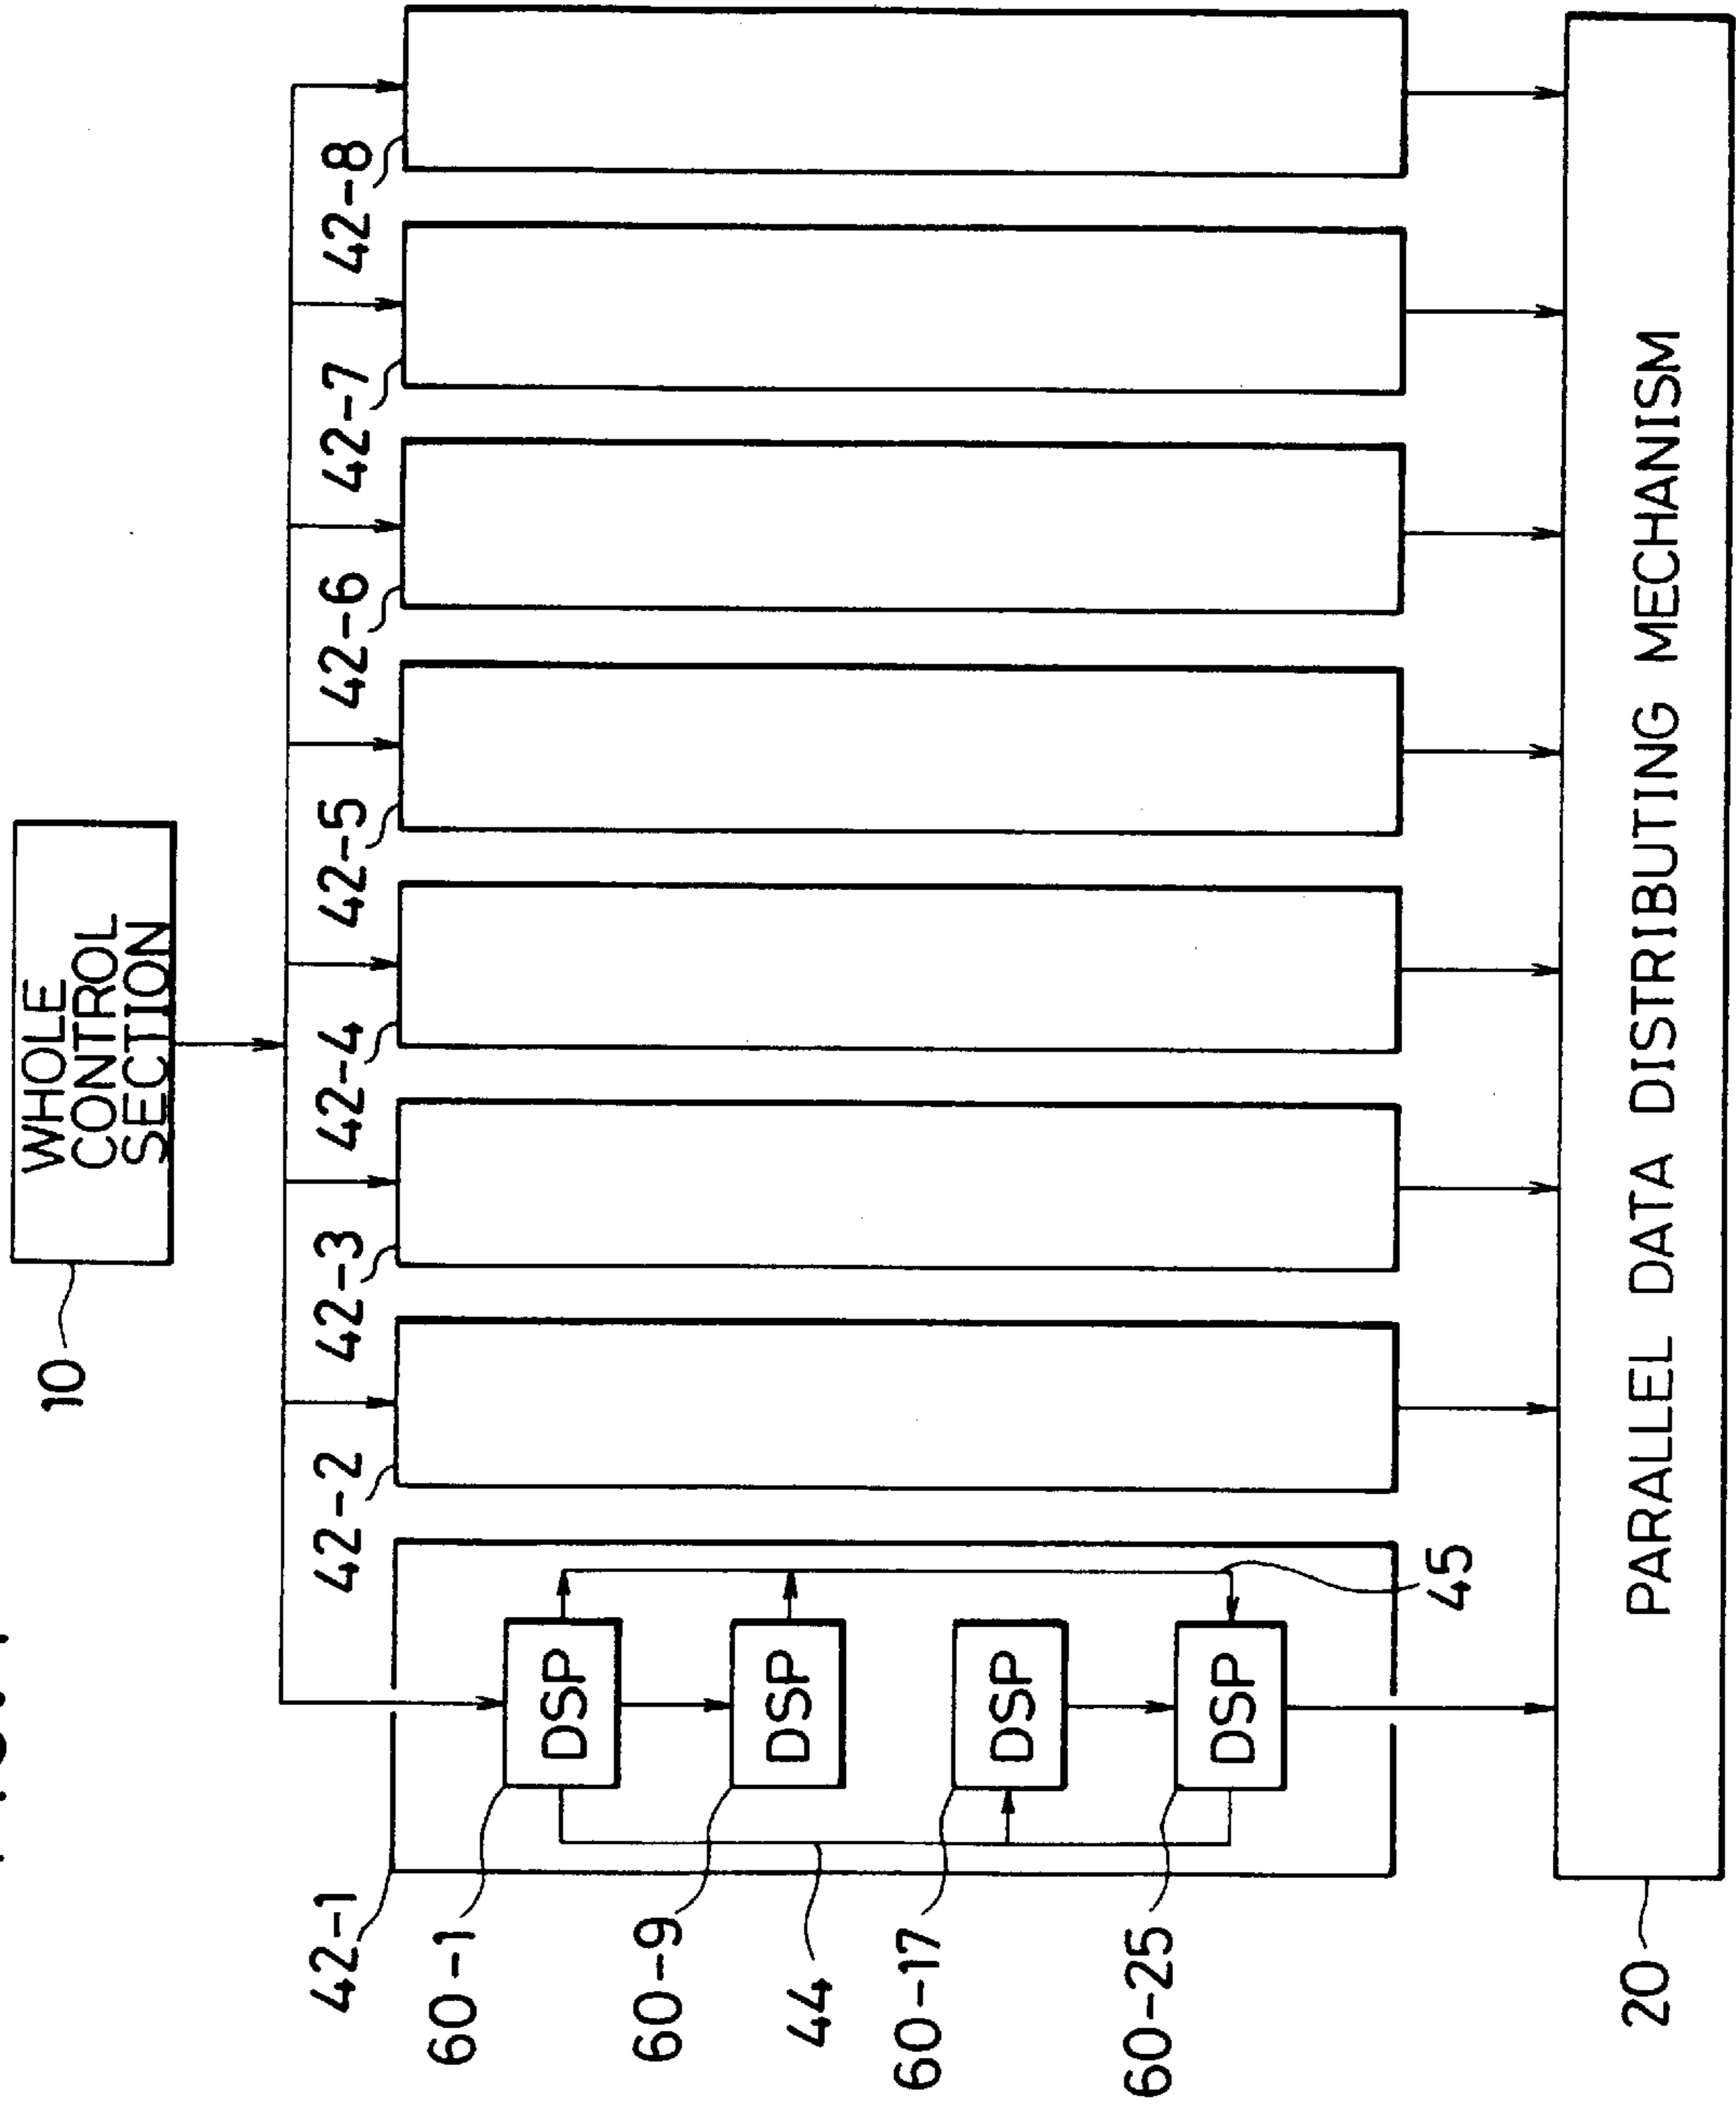 WHOLE
CONTROL
SECTION
10
42-1
42-2
42-3
42-4
42-5
42-6
42-7
42-8
60-1
DSP
60-9
DSP
44
60-17
DSP
60-25
DSP
45
20
PARALLEL DATA DISTRIBUTING MECHANISM